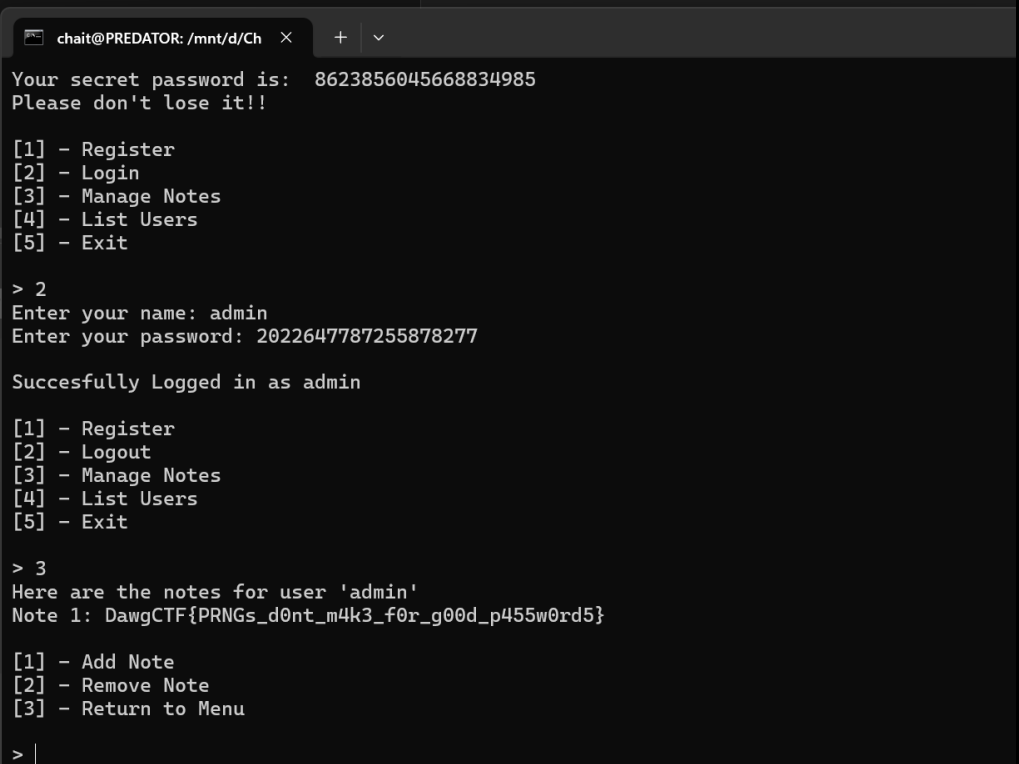 chait@PREDATOR: /mnt/d/Ch
Your secret password is:  8623856045668834985
Please don't lose it!!
[1] - Register
[2] - Login
[3] - Manage Notes
[4] - List Users
[5] - Exit
> 2
Enter your name: admin
Enter your password: 2022647787255878277
Succesfully Logged in as admin
[1] - Register
[2] - Logout
[3] - Manage Notes
[4] - List Users
[5] - Exit
> 3
Here are the notes for user 'admin'
Note 1: DawgCTF{PRNGs_d0nt_m4k3_f0r_g00d_p455w0rd5}
[1] - Add Note
[2] - Remove Note
[3] - Return to Menu
>